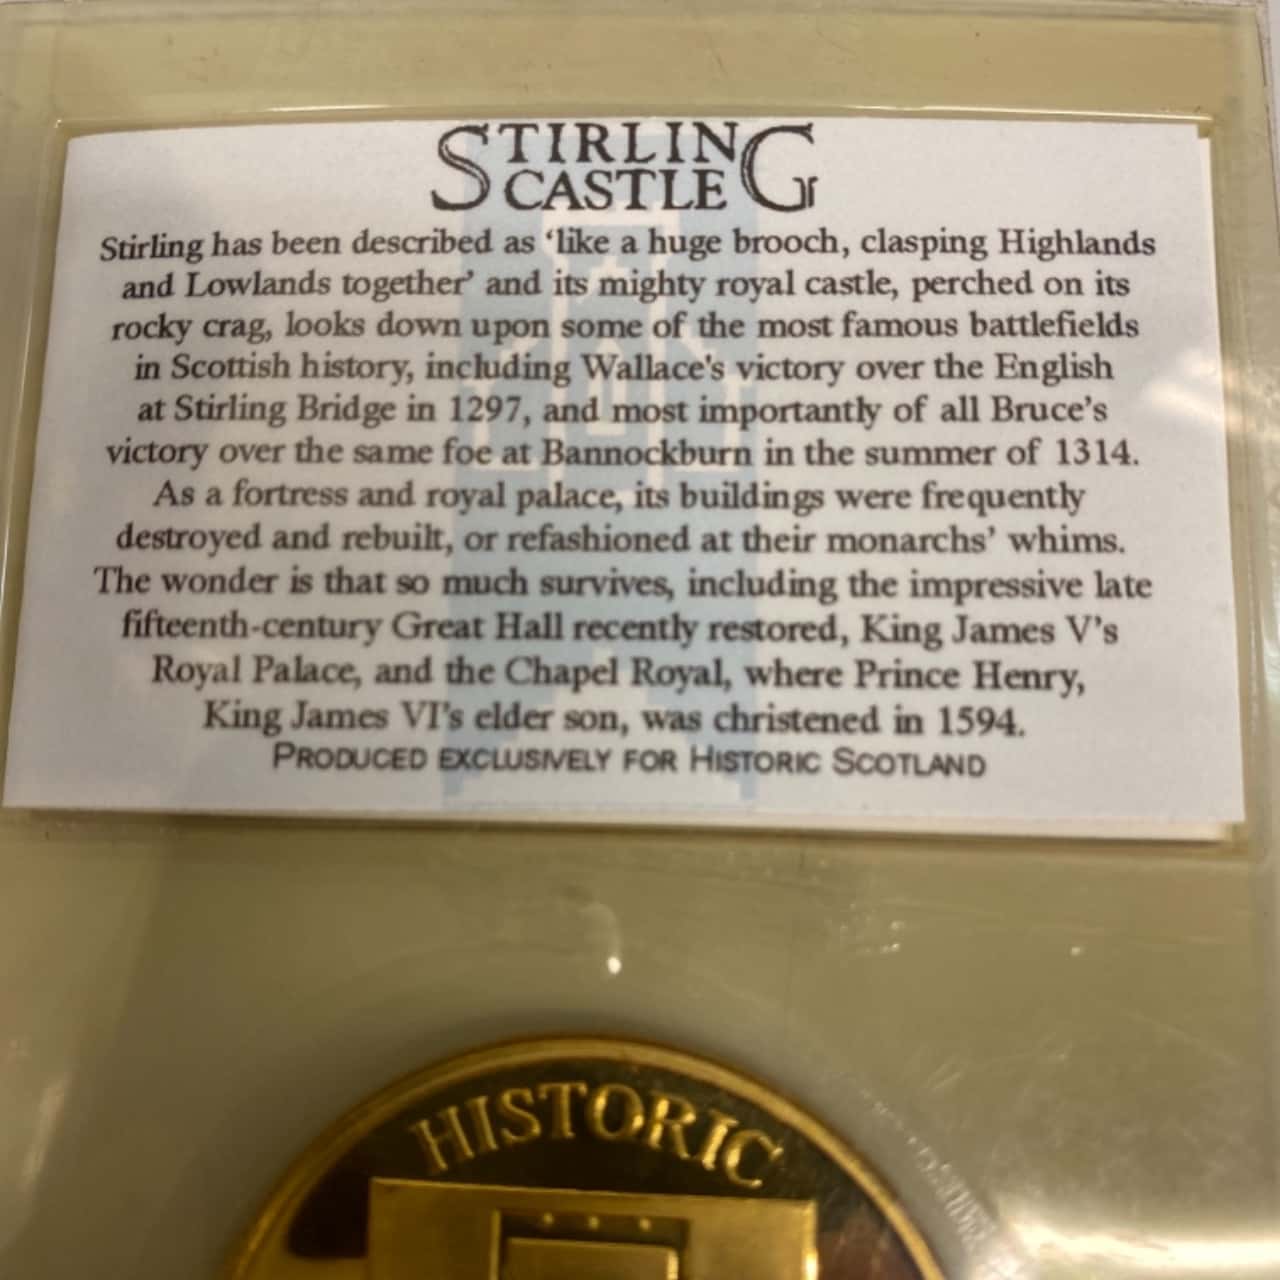 STIRLING
CASTLE
Stirling has been described as ‘like a huge brooch, clasping Highlands
and Lowlands together’ and its mighty royal castle, perched on its
rocky crag, looks down upon some of the most famous battlefields
in Scottish history, including Wallace's victory over the English
at Stirling Bridge in 1297, and most importantly of all Bruce’s
victory over the same foe at Bannockburn in the summer of 1314.
As a fortress and royal palace, its buildings were frequently
destroyed and rebuilt, or refashioned at their monarchs’ whims.
The wonder is that so much survives, including the impressive late
fifteenth-century Great Hall recently restored, King James V’s
Royal Palace, and the Chapel Royal, where Prince Henry,
King James VI’s elder son, was christened in 1594.
PRODUCED EXCLUSIVELY FOR HISTORIC SCOTLAND
HISTORIC